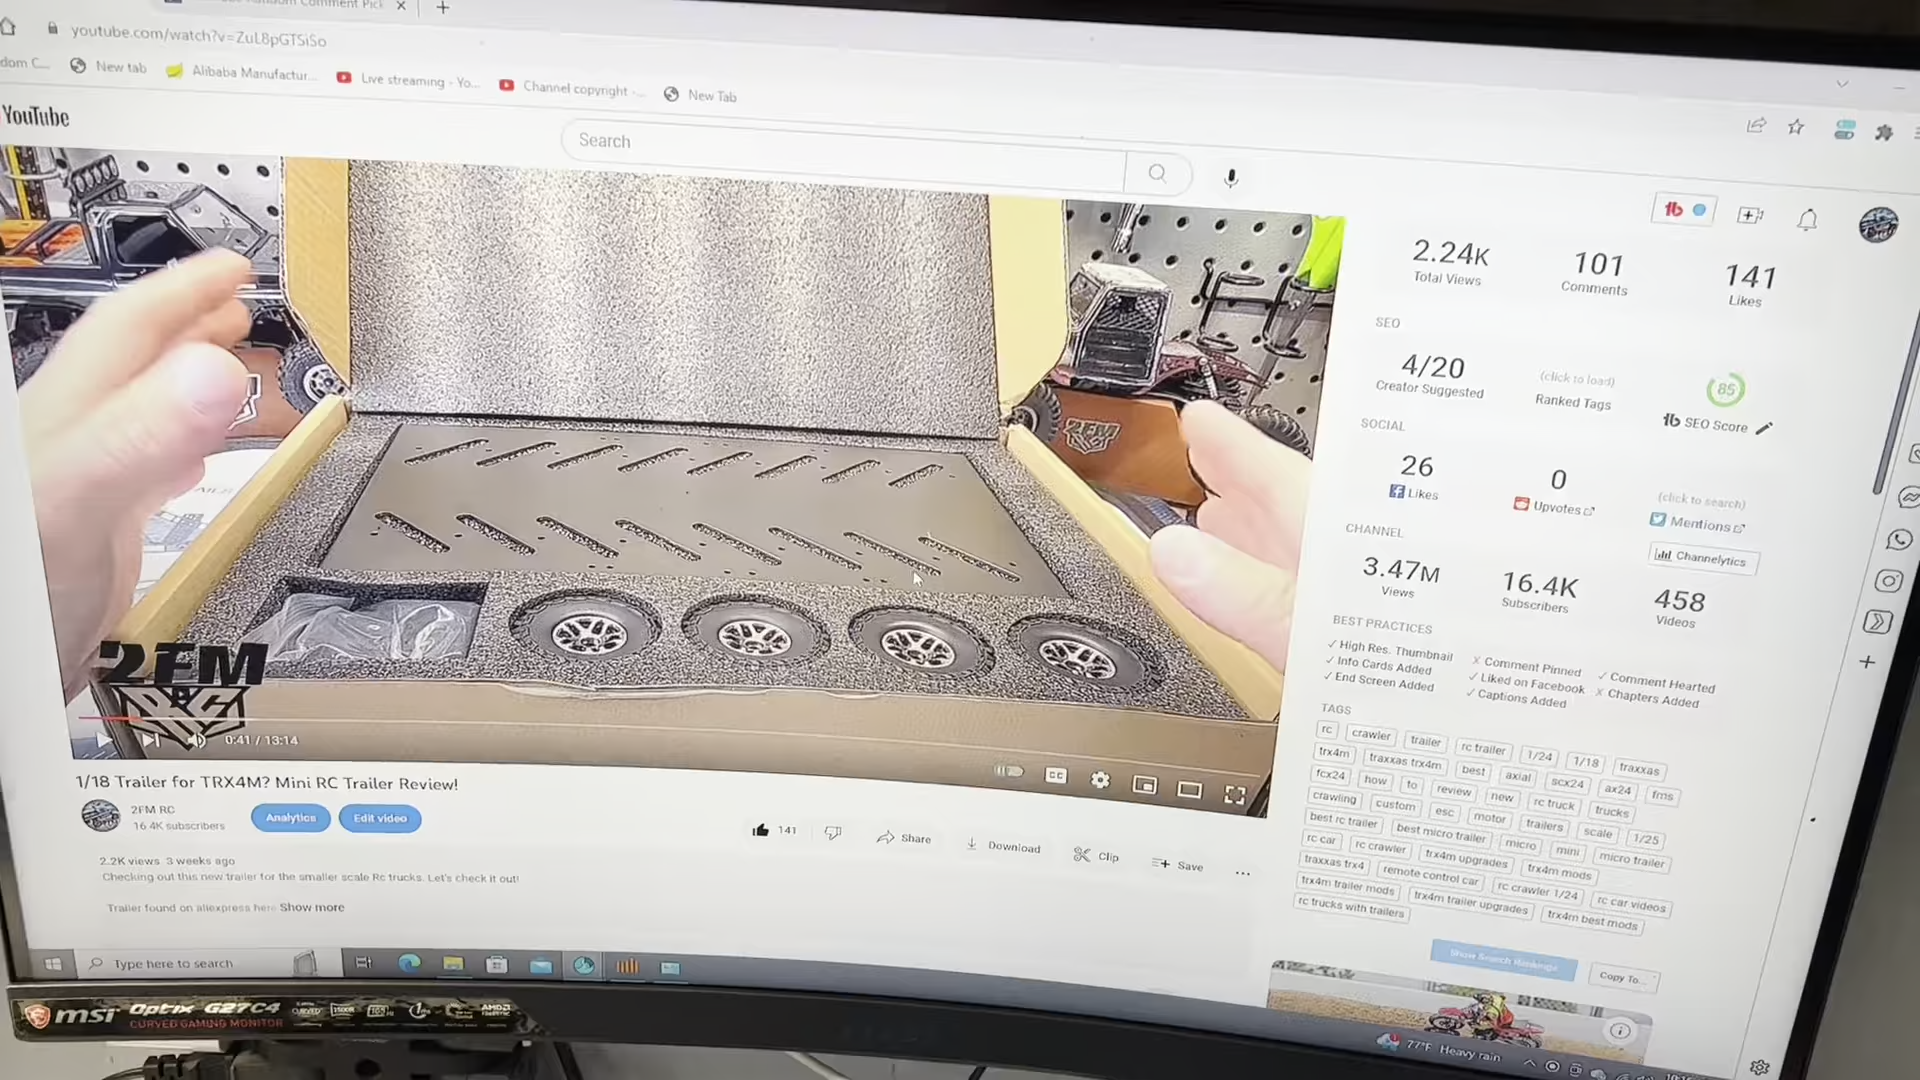 Random Comment Pick
youtube.com/watch?v=ZuL8pGTSiSo
dom C...
New tab
Alibaba Manufactur...
Live streaming - Yo...
Channel copyright -...
New Tab
YouTube
Search
2.24K
Total Views
101
Comments
141
Likes
SEO
4/20
Creator Suggested
(click to load)
Ranked Tags
85
tb SEO Score
SOCIAL
26
Likes
0
Upvotes
(click to search)
Mentions
Channelytics
CHANNEL
3.47M
Views
16.4K
Subscribers
458
Videos
BEST PRACTICES
✓ High Res. Thumbnail
✓ Info Cards Added
✓ End Screen Added
x Comment Pinned
✓ Liked on Facebook
✓ Captions Added
✓ Comment Hearted
x Chapters Added
TAGS
rc crawler trailer rc trailer 1/24 1/18 traxxas
trx4m traxxas trx4m best axial scx24 ax24 fms
fcx24 how to review new rc truck trucks
crawling custom esc motor trailers scale 1/25
best rc trailer best micro trailer micro mini micro trailer
rc car rc crawler trx4m upgrades trx4m mods
traxxas trx4 remote control car rc crawler 1/24 rc car videos
trx4m trailer mods trx4m trailer upgrades trx4m best mods
rc trucks with trailers
Show Search Rankings
Copy To...
2FM
RC
2FM
0:41 / 13:14
CC
1/18 Trailer for TRX4M? Mini RC Trailer Review!
2FM RC
16.4K subscribers
Analytics
Edit video
141
Share
Download
Clip
Save
2.2K views 3 weeks ago
Checking out this new trailer for the smaller scale Rc trucks. Let's check it out!
Trailer found on aliexpress here Show more
Type here to search
77°F Heavy rain
msi Optix G27C4
CURVED GAMING MONITOR